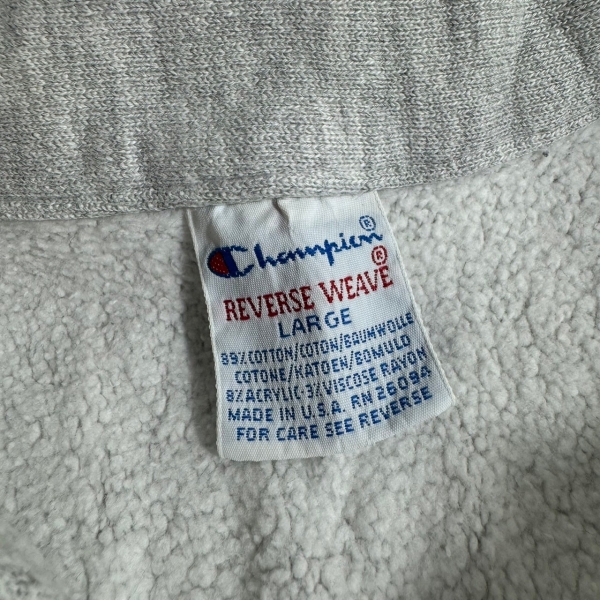 Champion®
REVERSE WEAVE®
LARGE
89%COTTON/COTON/BAUMWOLLE
COTONE/KATOEN/BOMULD
8%ACRYLIC-3%VISCOSE RAYON
MADE IN U.S.A. RN 26094
FOR CARE SEE REVERSE